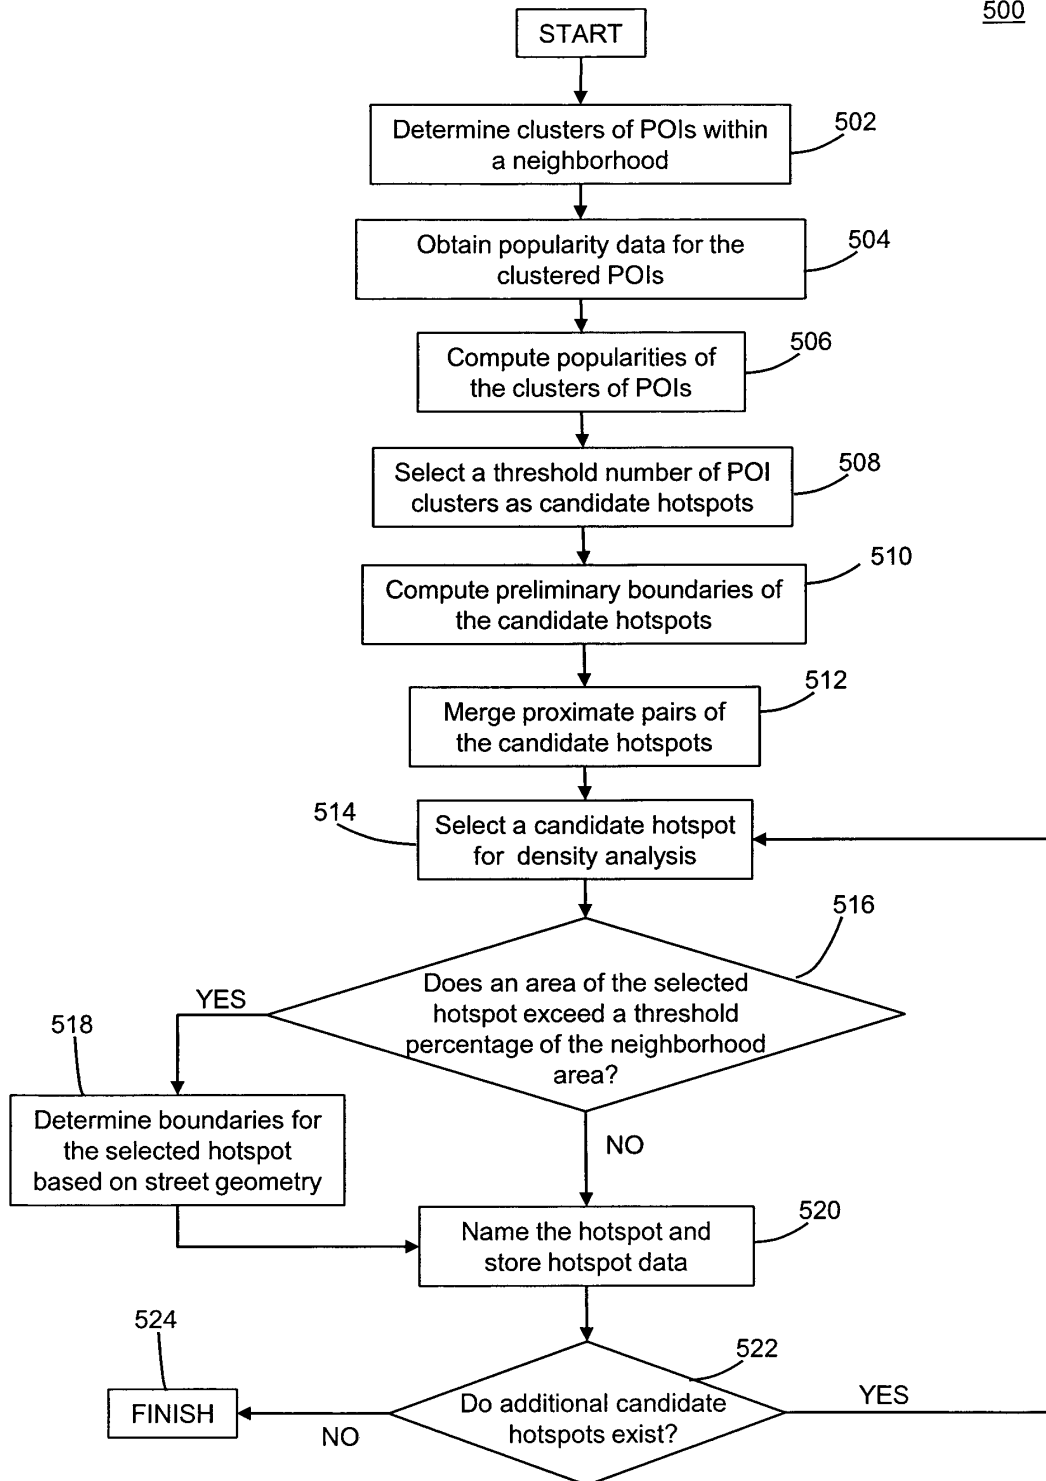 500
START
Determine clusters of POIs within
a neighborhood
502
Obtain popularity data for the
clustered POIs
504
Compute popularities of
the clusters of POIs
506
Select a threshold number of POI
clusters as candidate hotspots
508
Compute preliminary boundaries of
the candidate hotspots
510
Merge proximate pairs of
the candidate hotspots
512
514
Select a candidate hotspot
for density analysis
516
Does an area of the selected
hotspot exceed a threshold
percentage of the neighborhood
area?
YES
518
Determine boundaries for
the selected hotspot
based on street geometry
NO
Name the hotspot and
store hotspot data
520
524
FINISH
522
Do additional candidate
hotspots exist?
YES
NO